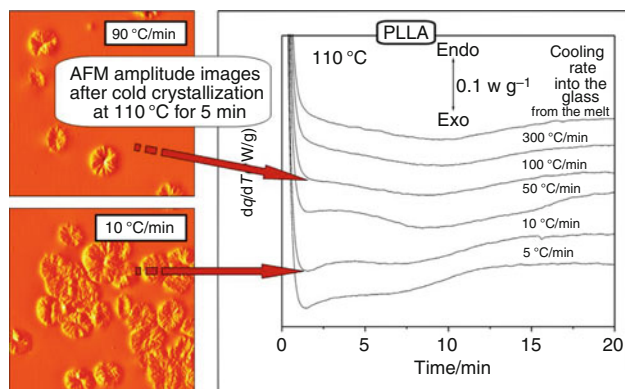 90 °C/min
AFM amplitude images
after cold crystallization
at 110 °C for 5 min
10 °C/min
PLLA
110 °C
Endo
0.1 w g–1
Exo
Cooling
rate
into the
glass
from the melt
300 °C/min
100 °C/min
50 °C/min
10 °C/min
5 °C/min
dq/dT (W/g)
0
5
10
15
20
Time/min